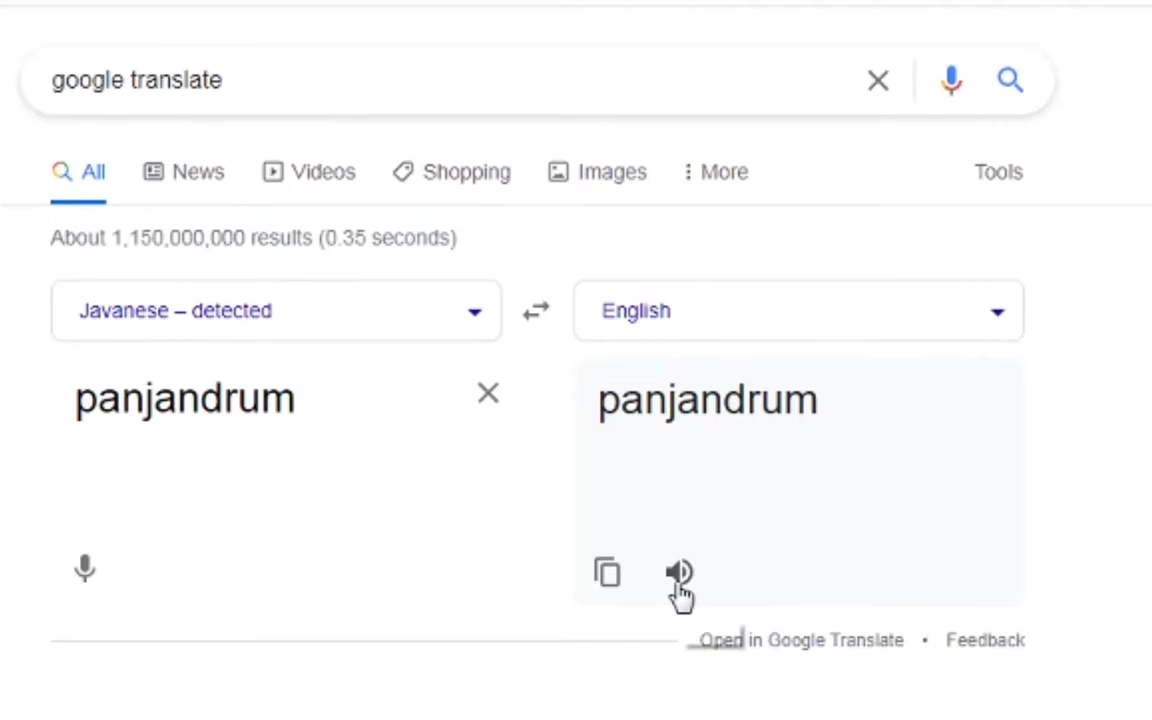 google translate
All News Videos Shopping Images More Tools
About 1,150,000,000 results (0.35 seconds)
Javanese – detected English
panjandrum panjandrum
Open in Google Translate • Feedback